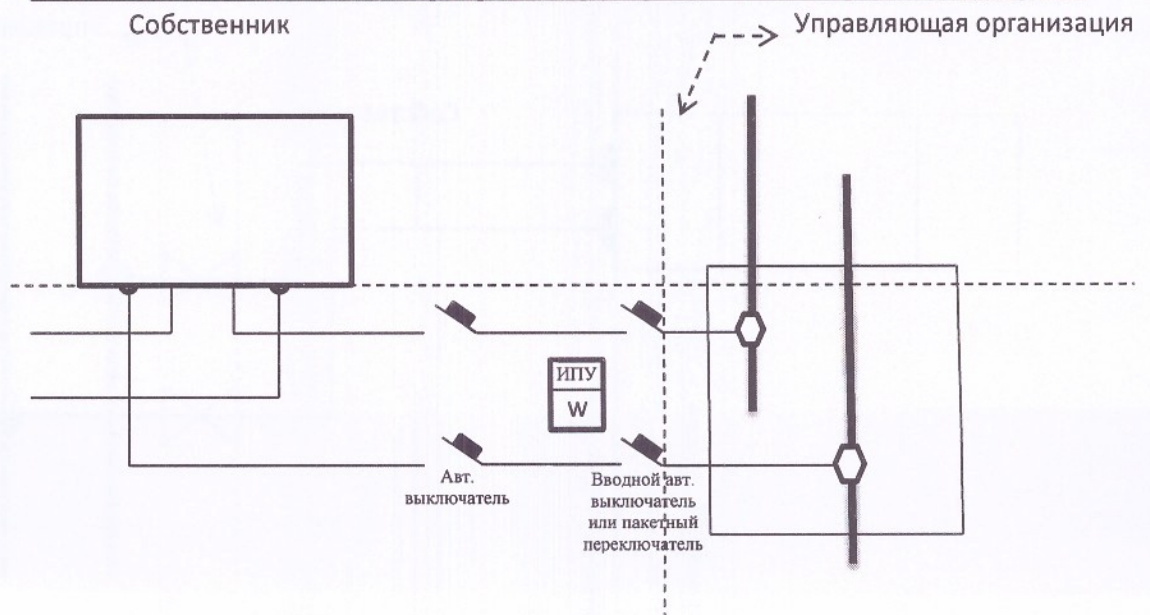 Собственник
Управляющая организация
ИПУ
W
Авт.
выключатель
Вводной авт.
выключатель
или пакетный
переключатель